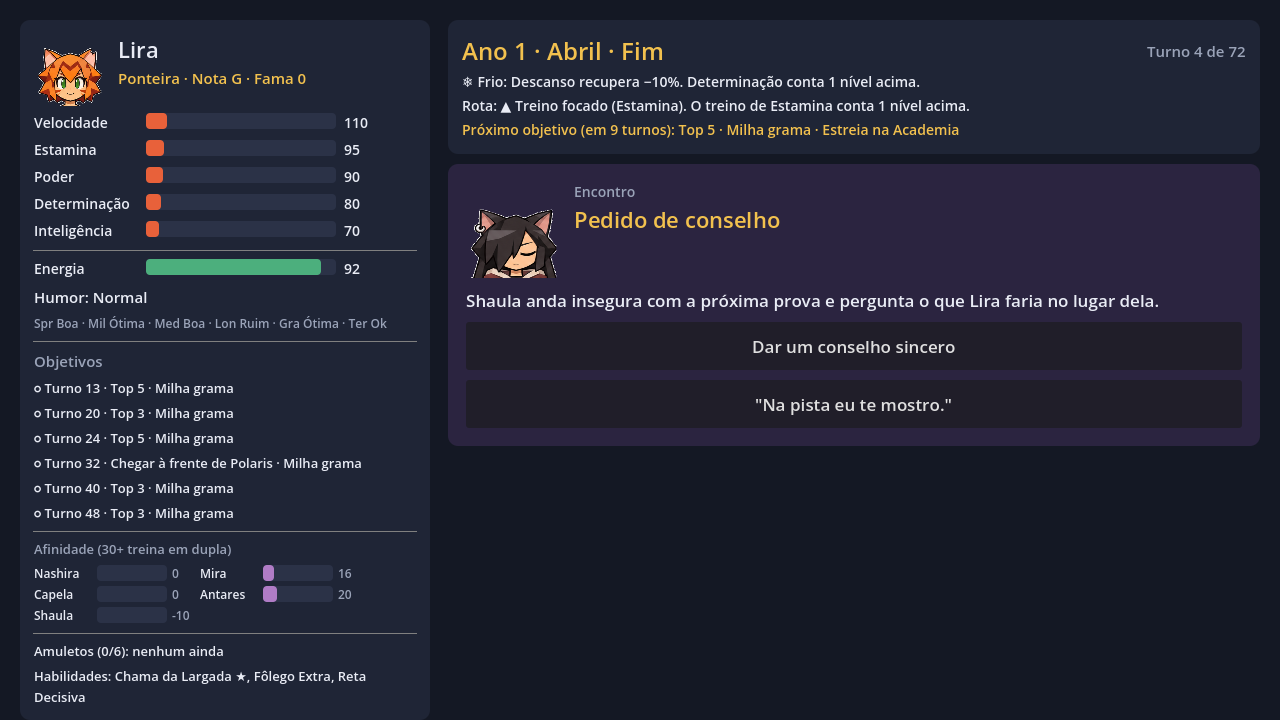 Lira
Ponteira · Nota G · Fama 0
Velocidade 110
Estamina 95
Poder 90
Determinação 80
Inteligência 70
Energia 92
Humor: Normal
Spr Boa · Mil Ótima · Med Boa · Lon Ruim · Gra Ótima · Ter Ok
Objetivos
Turno 13 · Top 5 · Milha grama
Turno 20 · Top 3 · Milha grama
Turno 24 · Top 5 · Milha grama
Turno 32 · Chegar à frente de Polaris · Milha grama
Turno 40 · Top 3 · Milha grama
Turno 48 · Top 3 · Milha grama
Afinidade (30+ treina em dupla)
Nashira 0 Mira 16
Capela 0 Antares 20
Shaula -10
Amuletos (0/6): nenhum ainda
Habilidades: Chama da Largada ★, Fôlego Extra, Reta
Decisiva
Ano 1 · Abril · Fim
Turno 4 de 72
❄ Frio: Descanso recupera −10%. Determinação conta 1 nível acima.
Rota: ▲ Treino focado (Estamina). O treino de Estamina conta 1 nível acima.
Próximo objetivo (em 9 turnos): Top 5 · Milha grama · Estreia na Academia
Encontro
Pedido de conselho
Shaula anda insegura com a próxima prova e pergunta o que Lira faria no lugar dela.
Dar um conselho sincero
"Na pista eu te mostro."